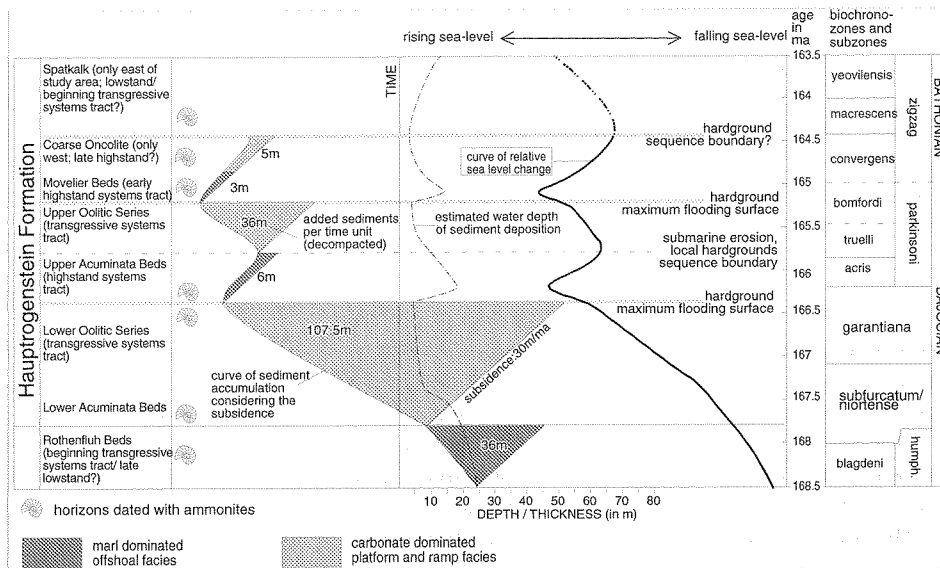 rising sea-level
falling sea-level
age
in
ma
biochrono-
zones and
subzones
TIME
Hauptrogenstein Formation
Spatkalk (only east of
study area; lowstand/
beginning transgressive
systems tract?)
Coarse Oncolite (only
west; late highstand?)
Movelier Beds (early
highstand systems tract)
Upper Oolitic Series
(transgressive systems
tract)
Upper Acuminata Beds
(highstand systems
tract)
Lower Oolitic Series
(transgressive systems
tract)
Lower Acuminata Beds
Rothenfluh Beds
(beginning transgressive
systems tract/ late
lowstand?)
5m
3m
36m
6m
107.5m
36m
added sediments
per time unit
(decompacted)
curve of sediment
accumulation
considering the
subsidence
subsidence:30m/ma
estimated water depth
of sediment deposition
curve of relative
sea level change
hardground
sequence boundary?
hardground
maximum flooding surface
submarine erosion,
local hardgrounds
sequence boundary
hardground
maximum flooding surface
163.5
164
164.5
165
165.5
166
166.5
167
167.5
168
168.5
yeovilensis
macrescens
convergens
bomfordi
truelli
acris
garantiana
subfurcatum/
niortense
blagdeni
zigzag
parkinsoni
humph.
BATHONIAN
BAJOCIAN
10 20 30 40 50 60 70 80
DEPTH / THICKNESS (in m)
horizons dated with ammonites
marl dominated
offshoal facies
carbonate dominated
platform and ramp facies